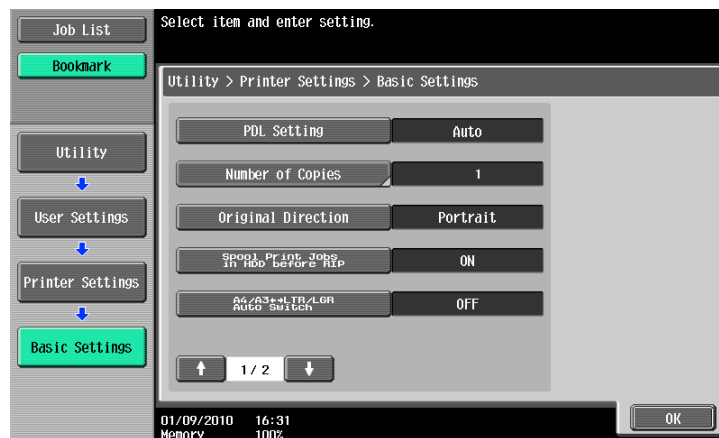 Job List
Bookmark
Utility
User Settings
Printer Settings
Basic Settings
Select item and enter setting.
Utility > Printer Settings > Basic Settings
PDL Setting Auto
Number of Copies 1
Original Direction Portrait
Spool Print Jobs
in HDD before RIP
ON
A4/A3↔LTR/LGR
Auto Switch
OFF
1/ 2
01/09/2010 16:31
Memory 100%
OK